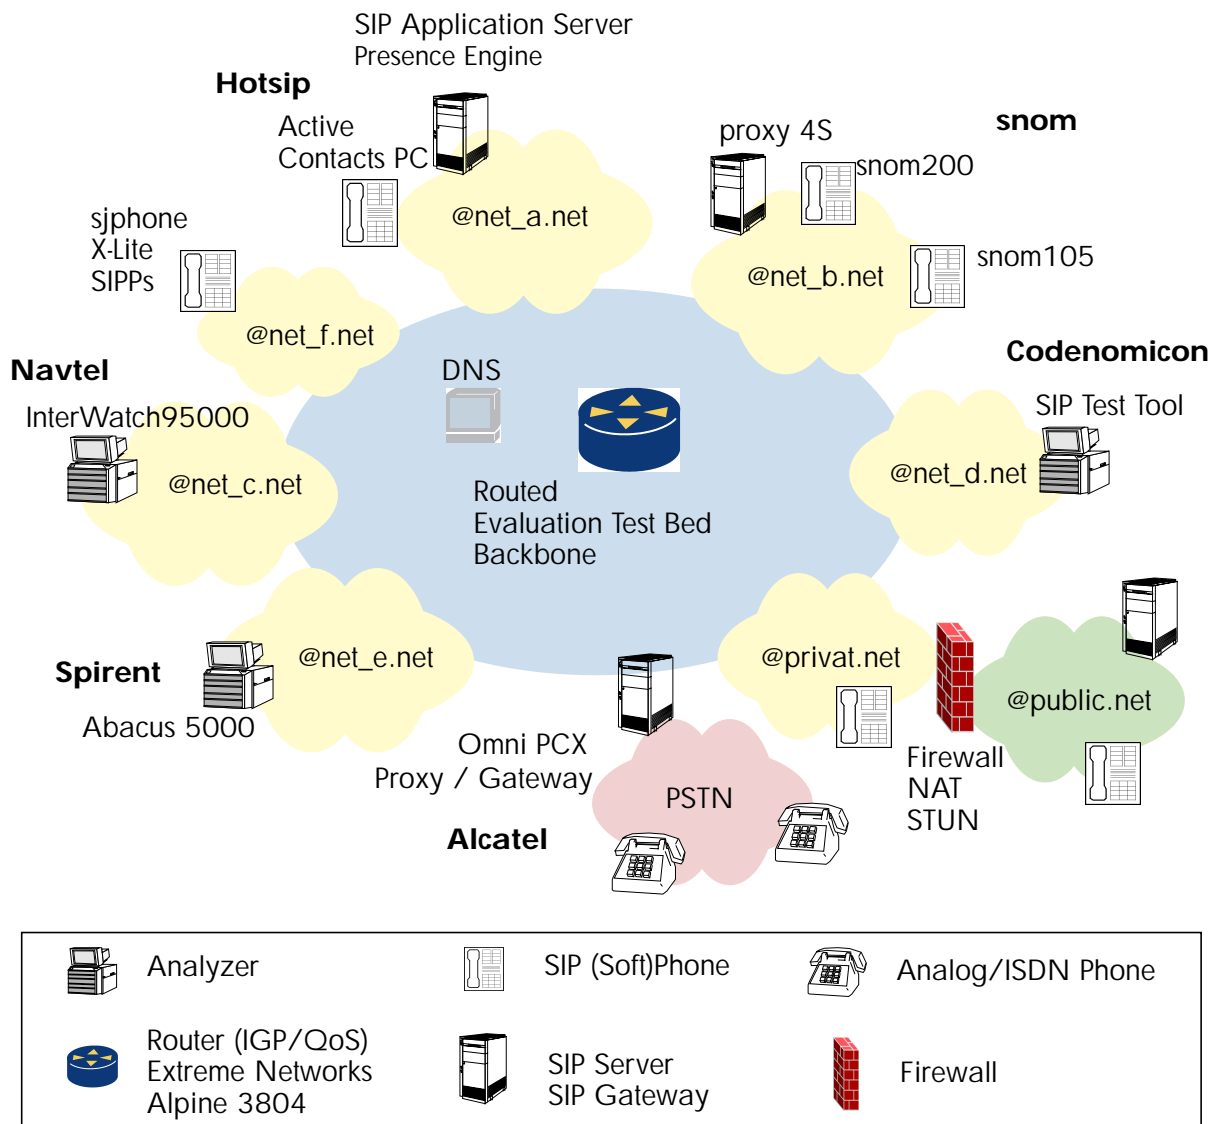 SIP Application Server
Presence Engine
Hotsip
Active
Contacts PC
proxy 4S
snom
snom200
@net_a.net
sjphone
X-Lite
SIPPs
snom105
@net_b.net
@net_f.net
Navtel
DNS
Codenomicon
InterWatch95000
SIP Test Tool
@net_c.net
@net_d.net
Routed
Evaluation Test Bed
Backbone
@net_e.net
@privat.net
Spirent
@public.net
Abacus 5000
Omni PCX
Proxy / Gateway
Firewall
NAT
STUN
PSTN
Alcatel
Analyzer
SIP (Soft)Phone
Analog/ISDN Phone
Router (IGP/QoS)
Extreme Networks
Alpine 3804
SIP Server
SIP Gateway
Firewall